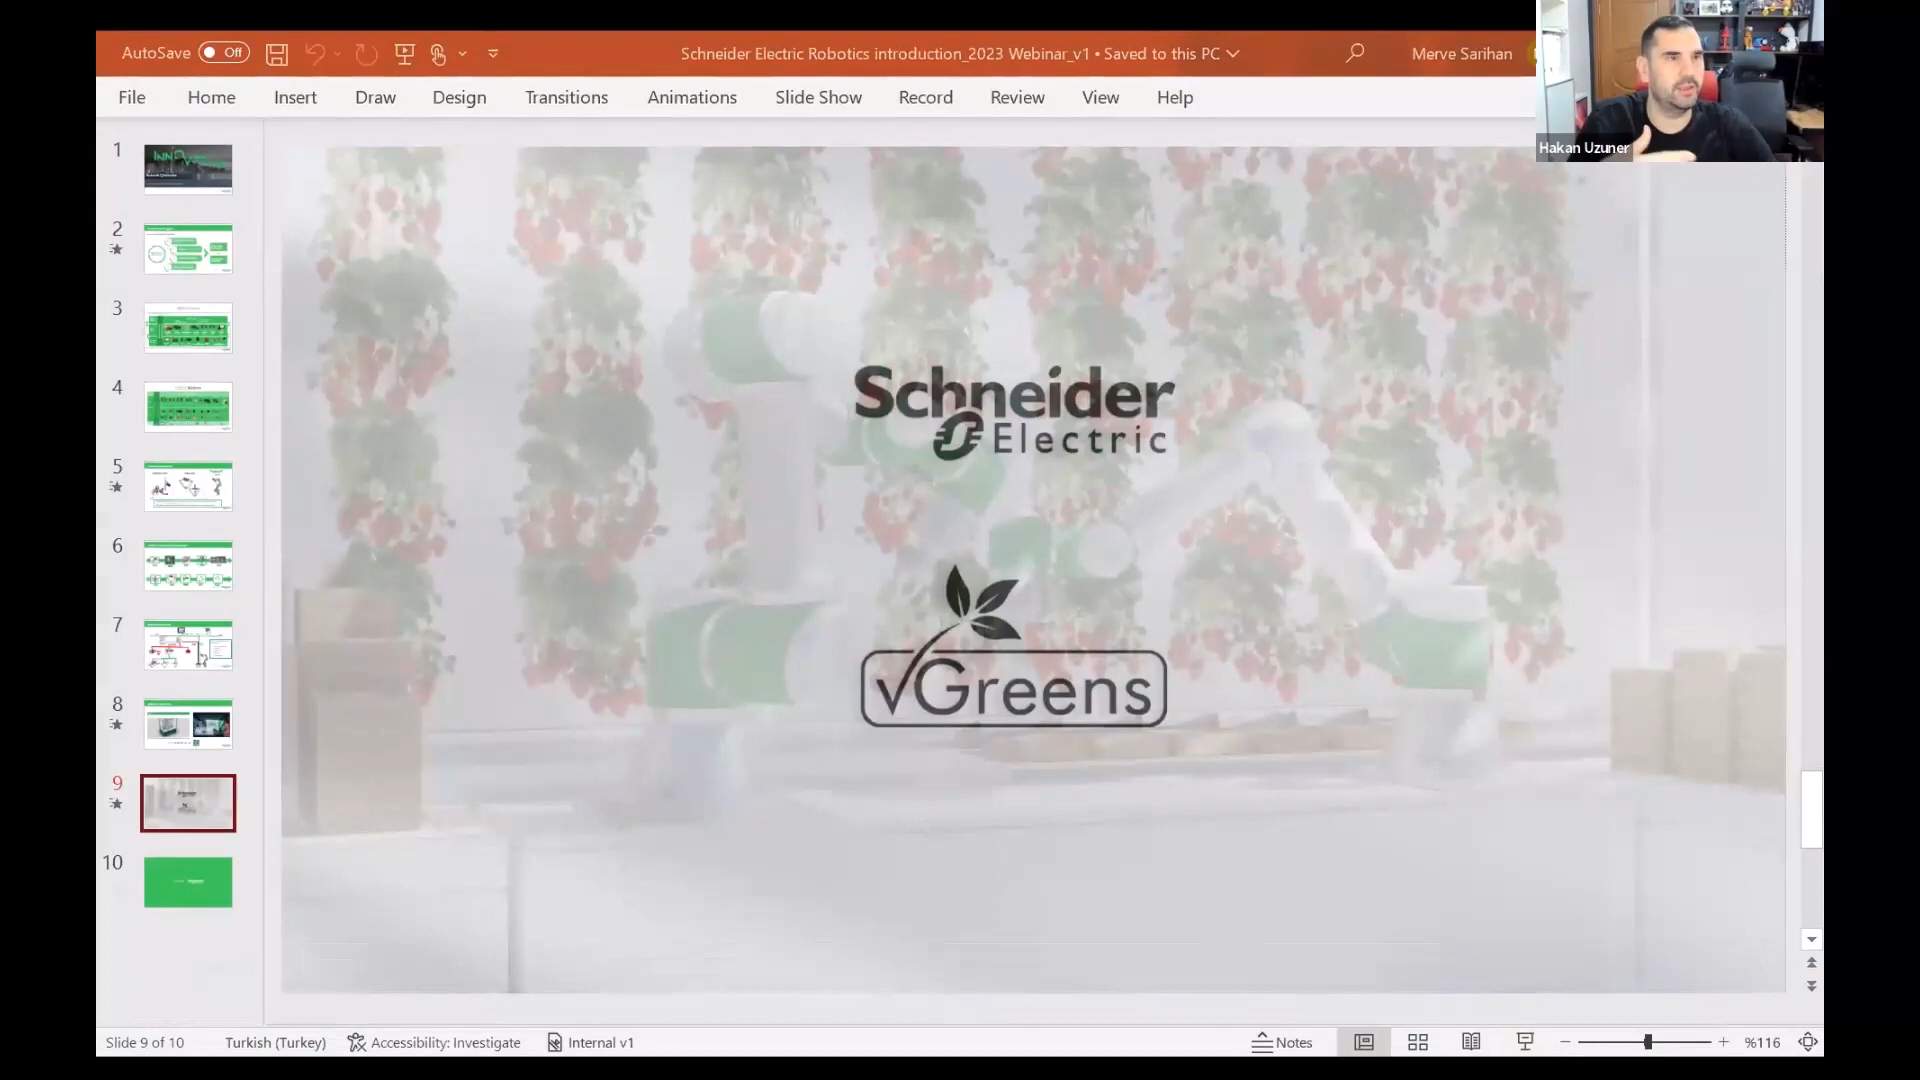 AutoSave Off
Schneider Electric Robotics introduction_2023 Webinar_v1 • Saved to this PC
Merve Sarihan
File Home Insert Draw Design Transitions Animations Slide Show Record Review View Help
Hakan Uzuner
1
2
3
4
5
6
7
8
9
10
Schneider
Electric
vGreens
Slide 9 of 10
Turkish (Turkey)
Accessibility: Investigate
Internal v1
Notes
%116